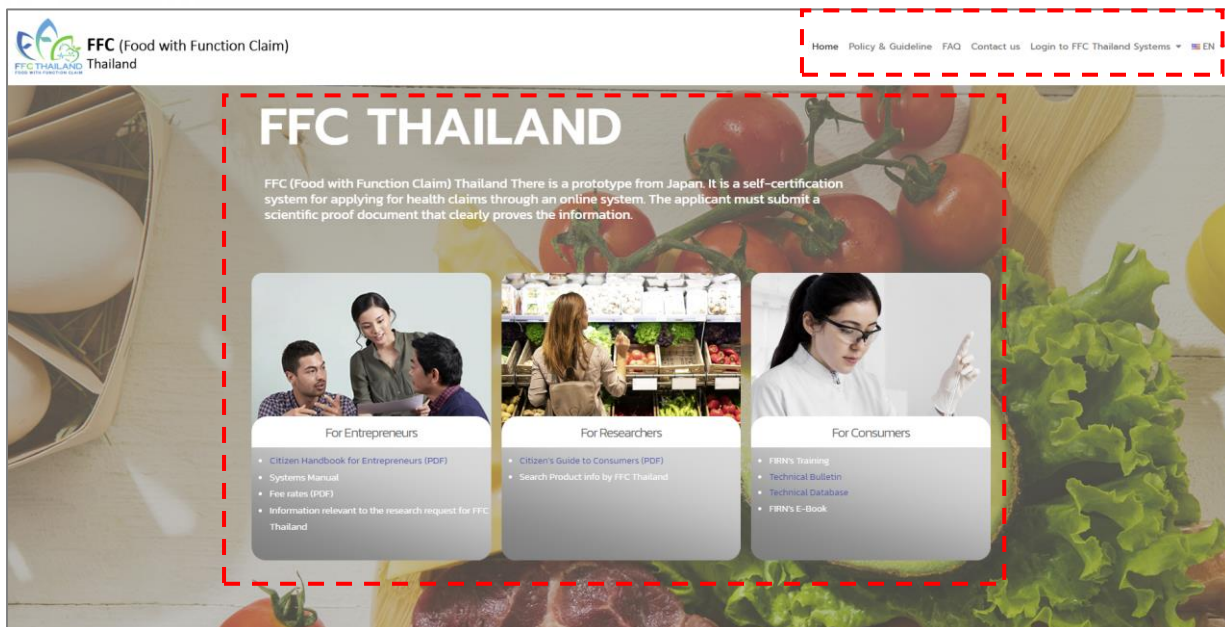 FFC THAILAND
FOOD WITH FUNCTION CLAIM
FFC (Food with Function Claim)
Thailand
Home Policy & Guideline FAQ Contact us Login to FFC Thailand Systems EN
FFC THAILAND
FFC (Food with Function Claim) Thailand There is a prototype from Japan. It is a self-certification
system for applying for health claims through an online system. The applicant must submit a
scientific proof document that clearly proves the information.
For Entrepreneurs
• Citizen Handbook for Entrepreneurs (PDF)
• Systems Manual
• Fee rates (PDF)
• Information relevant to the research request for FFC
Thailand
For Researchers
• Citizen's Guide to Consumers (PDF)
• Search Product info by FFC Thailand
For Consumers
• FIRN's Training
• Technical Bulletin
• Technical Database
• FIRN's E-Book